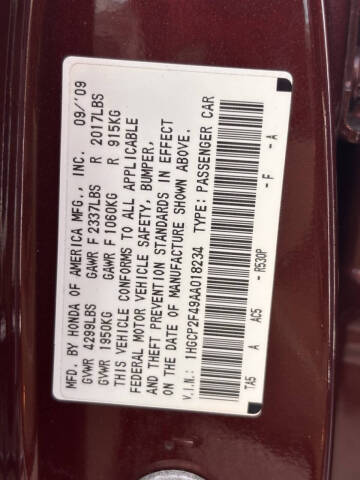 MFD. BY HONDA OF AMERICA MFG., INC. 09/'09
GVWR 4299LBS GAWR F 2337LBS R 2017LBS
GVWR 1950KG GAWR F 1060KG R 915KG
THIS VEHICLE CONFORMS TO ALL APPLICABLE
FEDERAL MOTOR VEHICLE SAFETY, BUMPER,
AND THEFT PREVENTION STANDARDS IN EFFECT
ON THE DATE OF MANUFACTURE SHOWN ABOVE.
V.I.N.: 1HGCP2F49AA018234 TYPE: PASSENGER CAR
TA5 A AC5 - R530P - F - A